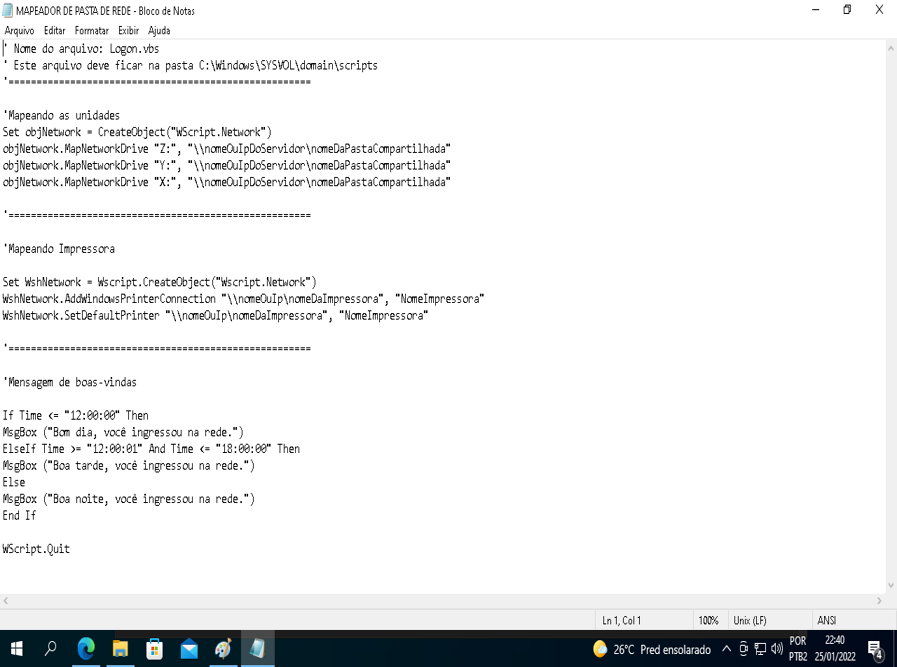 MAPEADOR DE PASTA DE REDE - Bloco de Notas
Arquivo Editar Formatar Exibir Ajuda
' Nome do arquivo: Logon.vbs
' Este arquivo deve ficar na pasta C:\Windows\SYSVOL\domain\scripts
'======================================================
'Mapeando as unidades
Set objNetwork = CreateObject("WScript.Network")
objNetwork.MapNetworkDrive "Z:", "\\nomeOuIpDoServidor\nomeDaPastaCompartilhada"
objNetwork.MapNetworkDrive "Y:", "\\nomeOuIpDoServidor\nomeDaPastaCompartilhada"
objNetwork.MapNetworkDrive "X:", "\\nomeOuIpDoServidor\nomeDaPastaCompartilhada"
'======================================================
'Mapeando Impressora
Set WshNetwork = Wscript.CreateObject("Wscript.Network")
WshNetwork.AddWindowsPrinterConnection "\\nomeOuIp\nomeDaImpressora", "NomeImpressora"
WshNetwork.SetDefaultPrinter "\\nomeOuIp\nomeDaImpressora", "NomeImpressora"
'======================================================
'Mensagem de boas-vindas
If Time <= "12:00:00" Then
MsgBox ("Bom dia, você ingressou na rede.")
ElseIf Time >= "12:00:01" And Time <= "18:00:00" Then
MsgBox ("Boa tarde, você ingressou na rede.")
Else
MsgBox ("Boa noite, você ingressou na rede.")
End If
WScript.Quit
Ln 1, Col 1 100% Unix (LF) ANSI
26°C Pred ensolarado POR PTB2 22:40 25/01/2022 4